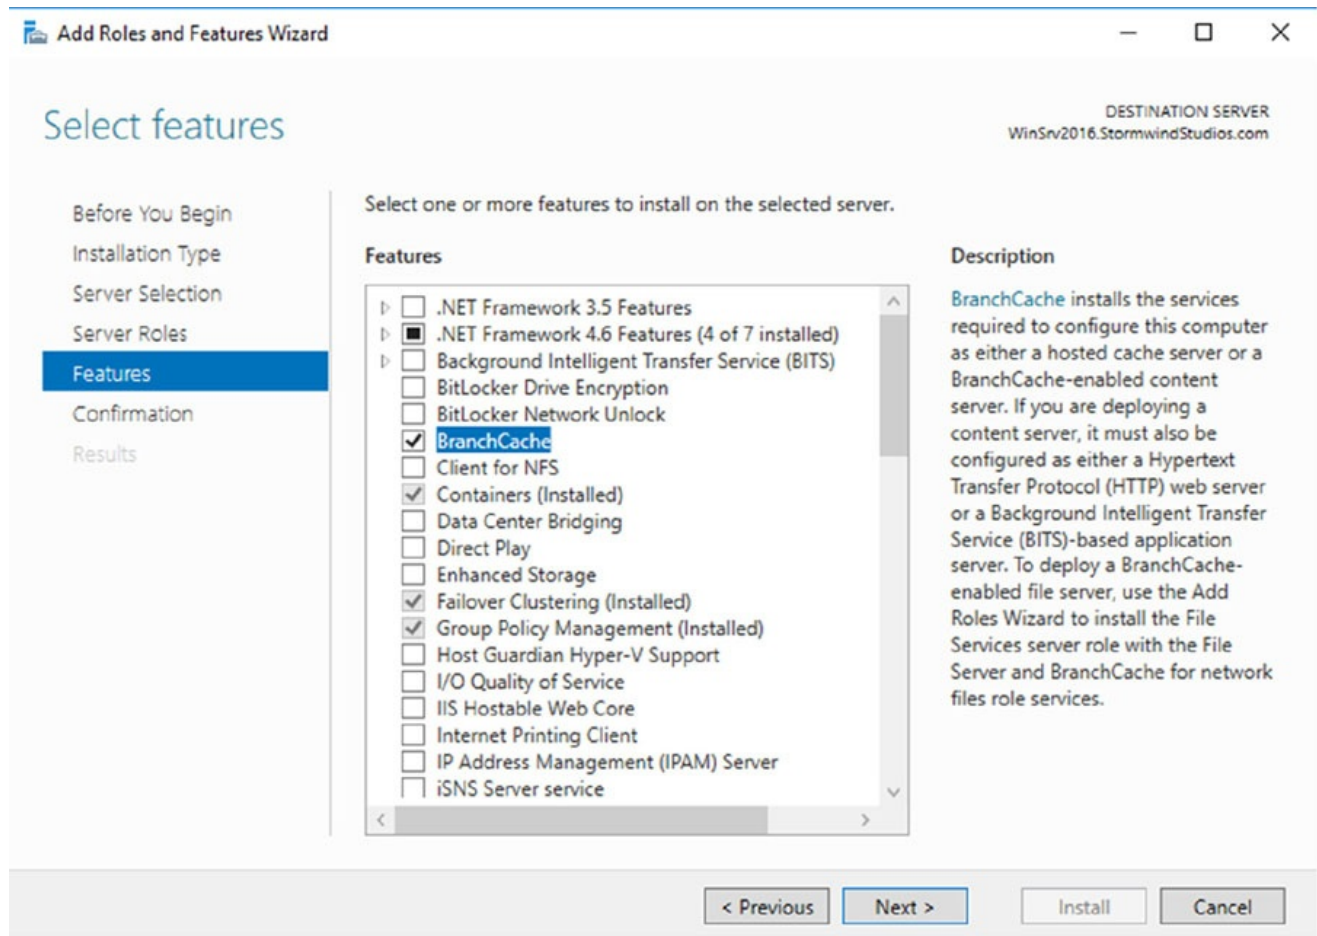 Add Roles and Features Wizard
Select features
DESTINATION SERVER
WinSrv2016.StormwindStudios.com
Before You Begin
Installation Type
Server Selection
Server Roles
Features
Confirmation
Results
Select one or more features to install on the selected server.
Features
.NET Framework 3.5 Features
.NET Framework 4.6 Features (4 of 7 installed)
Background Intelligent Transfer Service (BITS)
BitLocker Drive Encryption
BitLocker Network Unlock
BranchCache
Client for NFS
Containers (Installed)
Data Center Bridging
Direct Play
Enhanced Storage
Failover Clustering (Installed)
Group Policy Management (Installed)
Host Guardian Hyper-V Support
I/O Quality of Service
IIS Hostable Web Core
Internet Printing Client
IP Address Management (IPAM) Server
iSNS Server service
Description
BranchCache installs the services
required to configure this computer
as either a hosted cache server or a
BranchCache-enabled content
server. If you are deploying a
content server, it must also be
configured as either a Hypertext
Transfer Protocol (HTTP) web server
or a Background Intelligent Transfer
Service (BITS)-based application
server. To deploy a BranchCache-
enabled file server, use the Add
Roles Wizard to install the File
Services server role with the File
Server and BranchCache for network
files role services.
< Previous
Next >
Install
Cancel